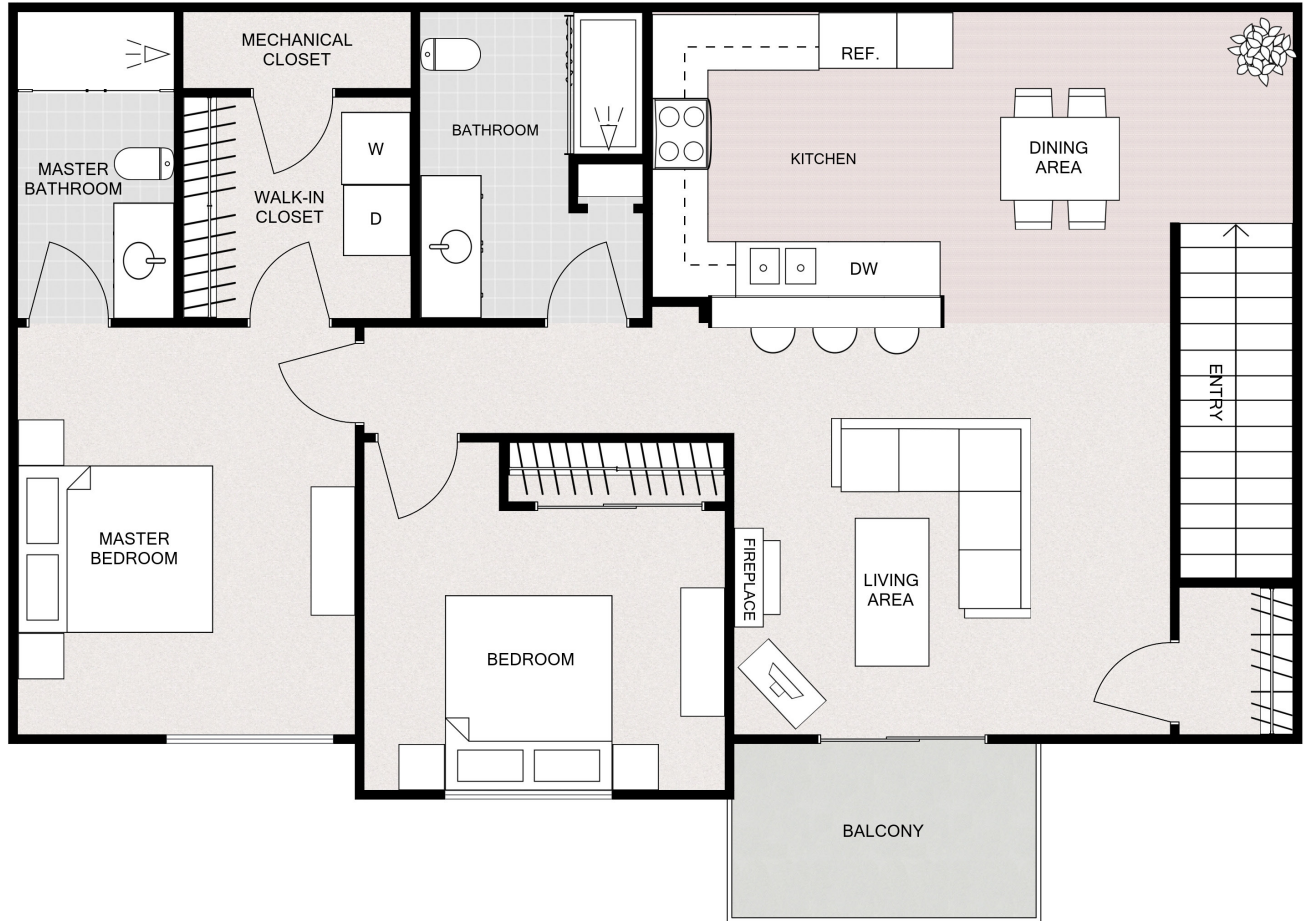 MECHANICAL
CLOSET
REF.
BATHROOM
W
KITCHEN
DINING
AREA
MASTER
BATHROOM
WALK-IN
CLOSET
D
DW
ENTRY
MASTER
BEDROOM
FIREPLACE
LIVING
AREA
BEDROOM
BALCONY